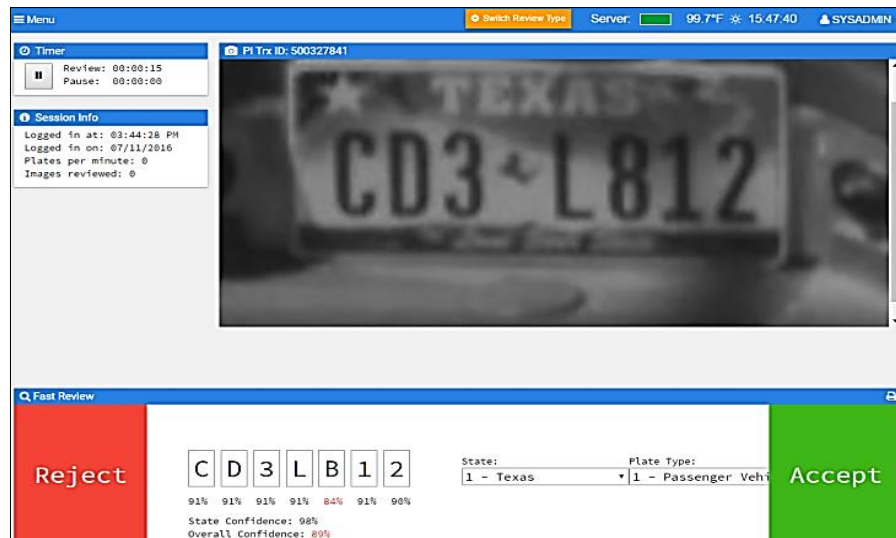 Menu
Switch Review Type
Server:
99.7°F 15:47:40
SYSADMIN
Timer
Review: 00:00:15
Pause: 00:00:00
Session Info
Logged in at: 03:44:28 PM
Logged in on: 07/11/2016
Plates per minute: 0
Images reviewed: 0
PI Trx ID: 500327841
TEXAS
CD3 L812
Fast Review
Reject
C D 3 L B 1 2
91% 91% 91% 91% 84% 91% 90%
State Confidence: 98%
Overall Confidence: 89%
State:
1 - Texas
Plate Type:
1 - Passenger Vehi
Accept